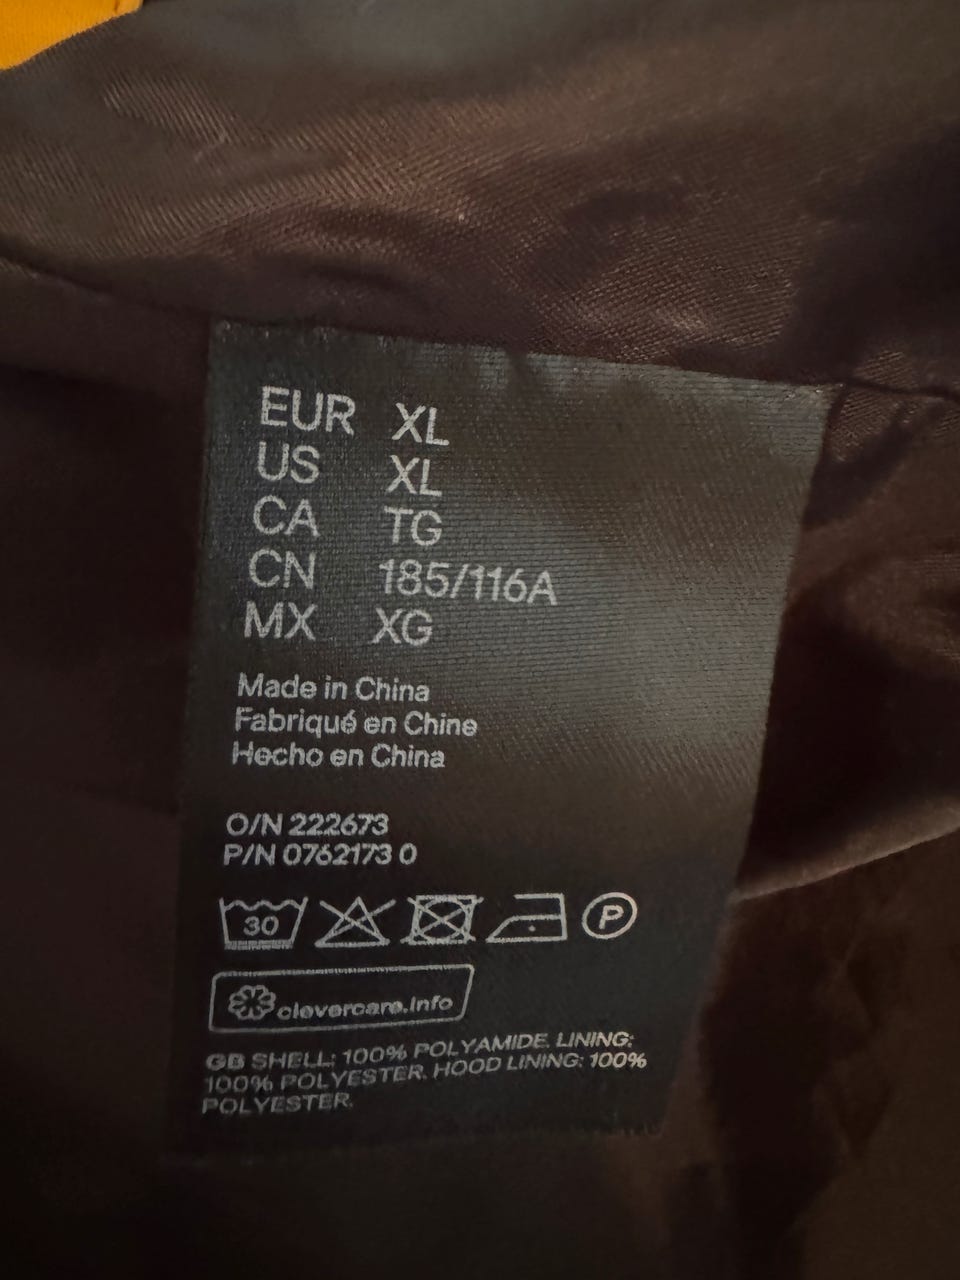 EUR XL
US XL
CA TG
CN 185/116A
MX XG
Made in China
Fabriqué en Chine
Hecho en China
O/N 222673
P/N 0762173 0
30 P
clevercare.info
GB SHELL: 100% POLYAMIDE. LINING:
100% POLYESTER. HOOD LINING: 100%
POLYESTER.